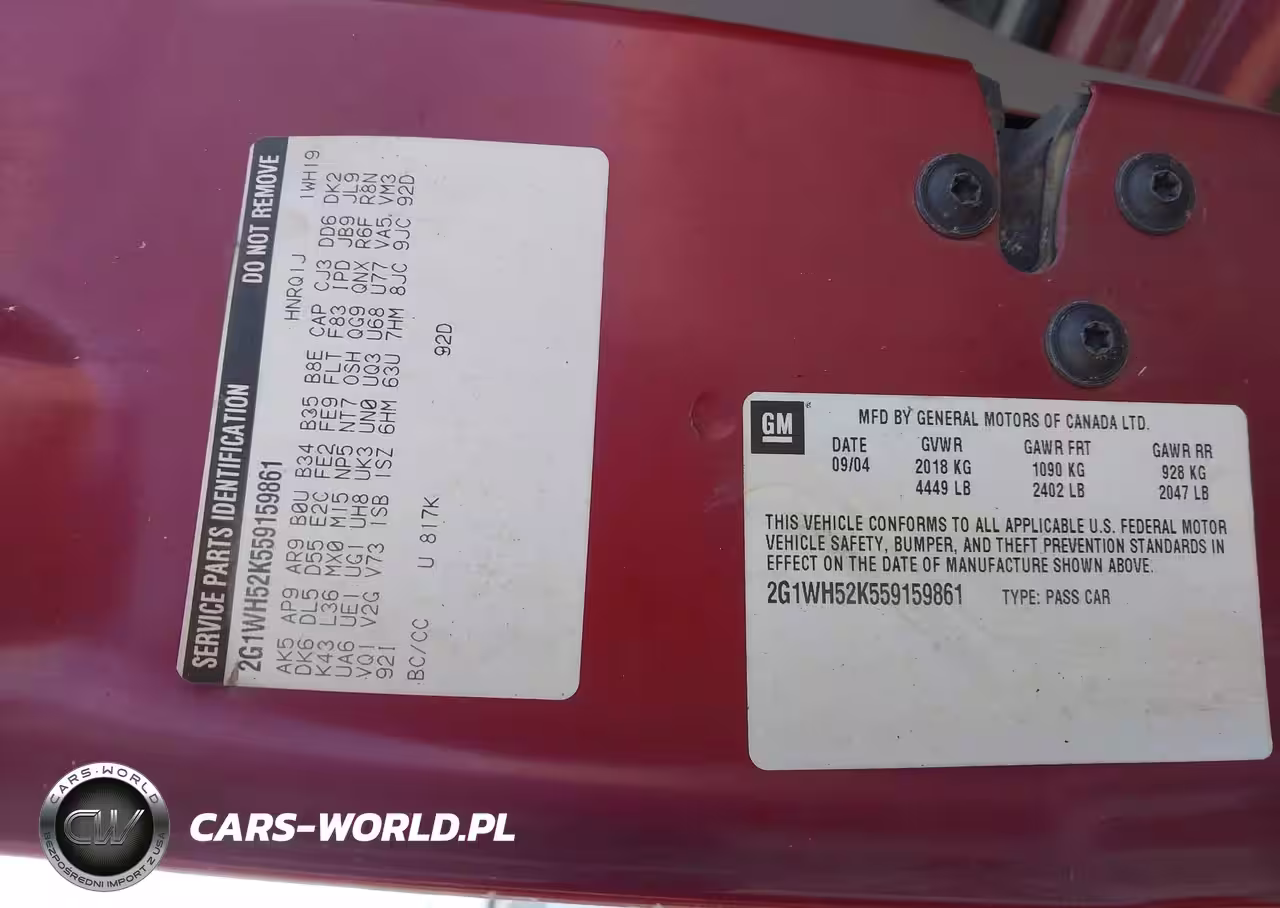 SERVICE PARTS IDENTIFICATION DO NOT REMOVE
2G1WH52K559159861 HNRQ1J 1WH19
AK5 AP9 AR9 B0U B34 B35 B8E CAP CJ3 DD6 DK2
DK6 DL5 D55 E2C FE2 FE9 FLT F83 IPD JB9 JL9
K43 L36 MX0 M15 NP5 NT7 OSH QG9 QNX R6F R8N
UA6 UE1 UG1 UH8 UK3 UN0 UQ3 U68 U77 VA5 VM3
VQ1 V2G V73 1SB 1SZ 6HM 63U 7HM 8JC 9JC 92D
92I
BC/CC U 817K 92D
GM
MFD BY GENERAL MOTORS OF CANADA LTD.
DATE GVWR GAWR FRT GAWR RR
09/04 2018 KG 1090 KG 928 KG
4449 LB 2402 LB 2047 LB
THIS VEHICLE CONFORMS TO ALL APPLICABLE U.S. FEDERAL MOTOR
VEHICLE SAFETY, BUMPER, AND THEFT PREVENTION STANDARDS IN
EFFECT ON THE DATE OF MANUFACTURE SHOWN ABOVE.
2G1WH52K559159861 TYPE: PASS CAR
CARS-WORLD
CW
BEZPOŚREDNI IMPORT Z USA
CARS-WORLD.PL